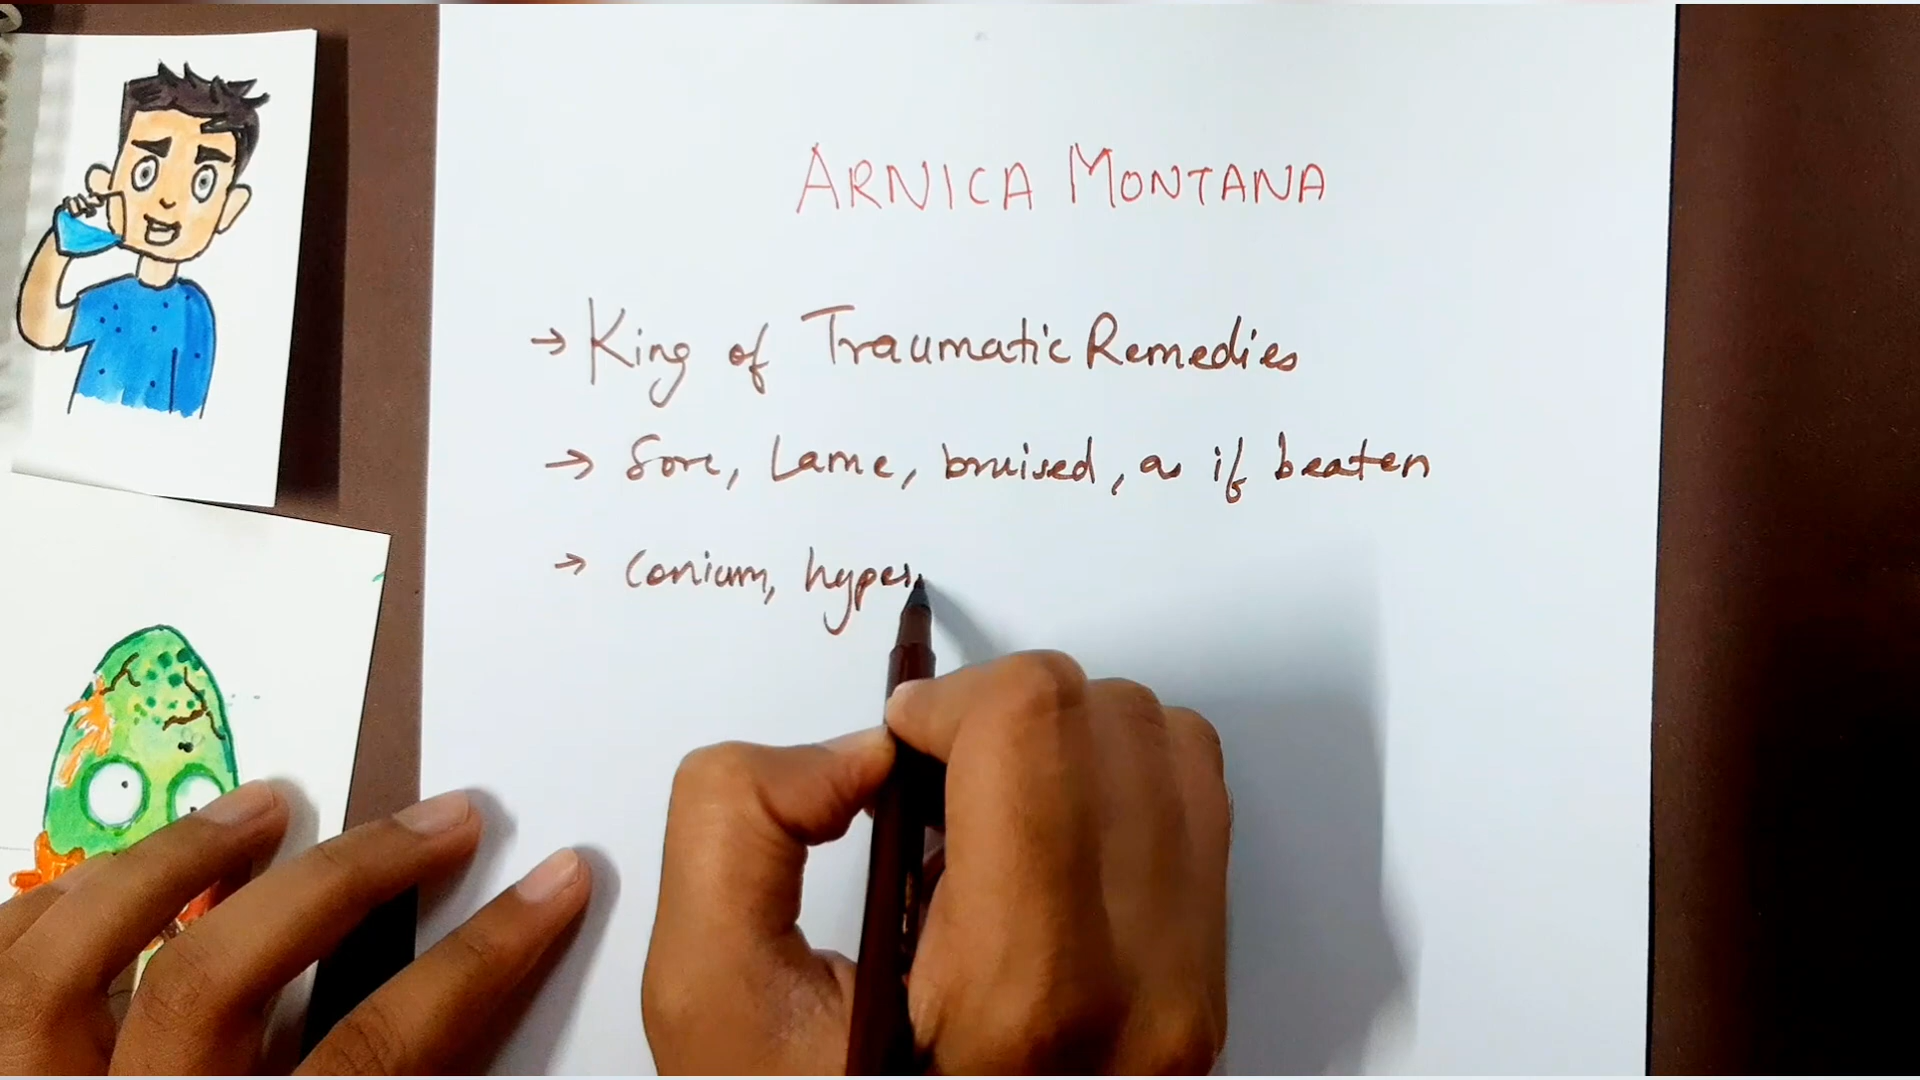 ARNICA MONTANA
→ King of Traumatic Remedies
→ Sore, Lame, bruised, as if beaten
→ Conium, hyper